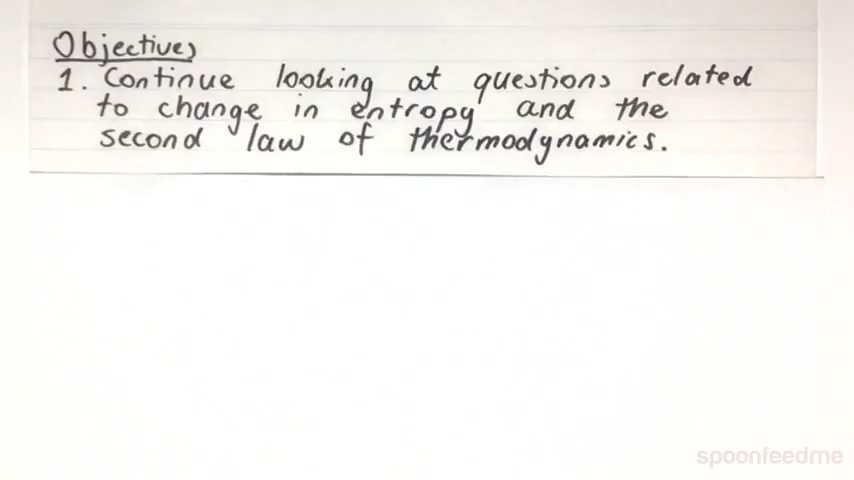 Objectives
1. Continue looking at questions related
to change in entropy and the
second law of thermodynamics.
spoonfeedme